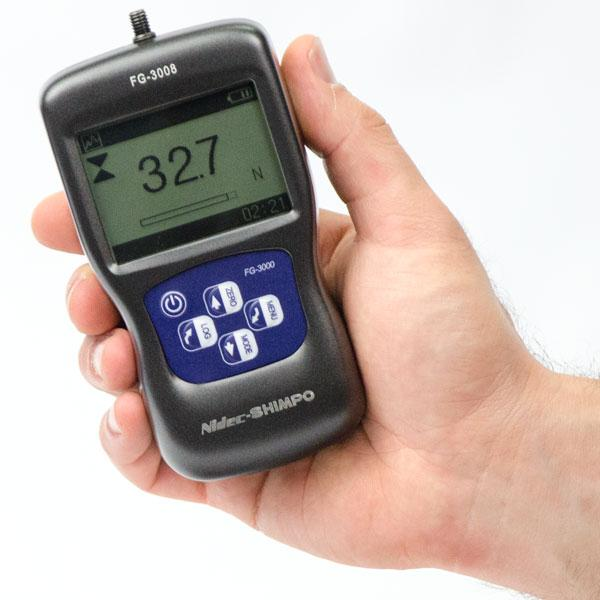 FG-3008
32.7
N
02:21
FG-3000
ZERO
MENU
LOG
MODE
Nidec-SHIMPO